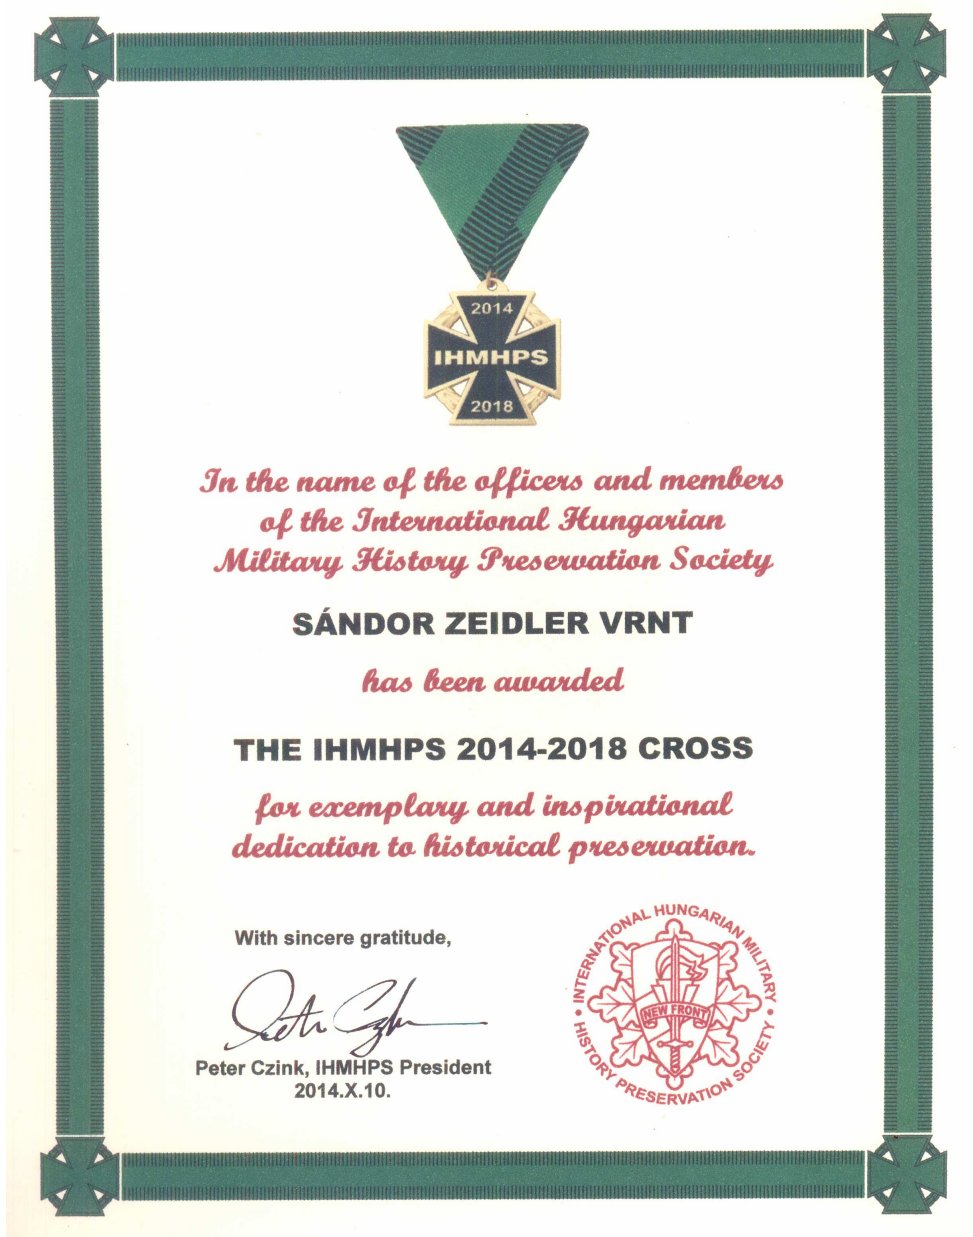 2014
IHMHPS
2018
In the name of the officers and members
of the International Hungarian
Military History Preservation Society
SÁNDOR ZEIDLER VRNT
has been awarded
THE IHMHPS 2014-2018 CROSS
for exemplary and inspirational
dedication to historical preservation.
With sincere gratitude,
Peter Czink
Peter Czink, IHMHPS President
2014.X.10.
• INTERNATIONAL HUNGARIAN MILITARY •
HISTORY PRESERVATION SOCIETY
NEW FRONT